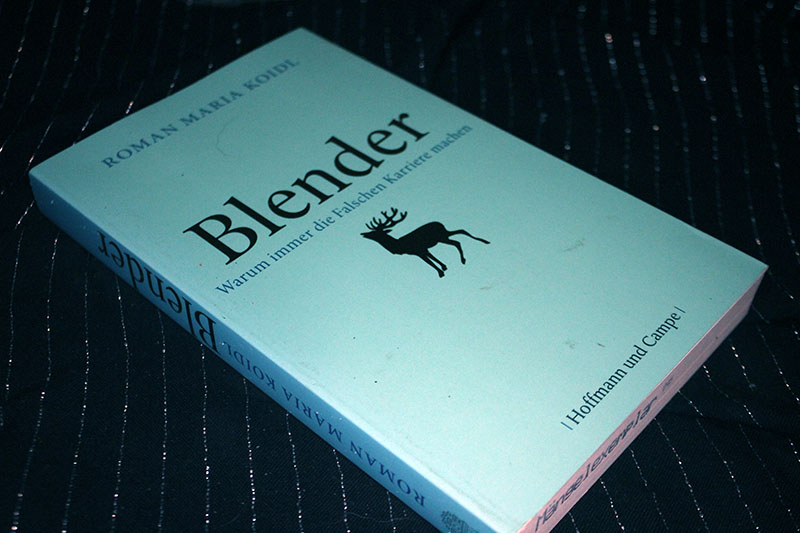 ROMAN MARIA KOIDL
Blender
Warum immer die Falschen Karriere machen
| Hoffmann und Campe |
Blender
ROMAN MARIA KOIDL